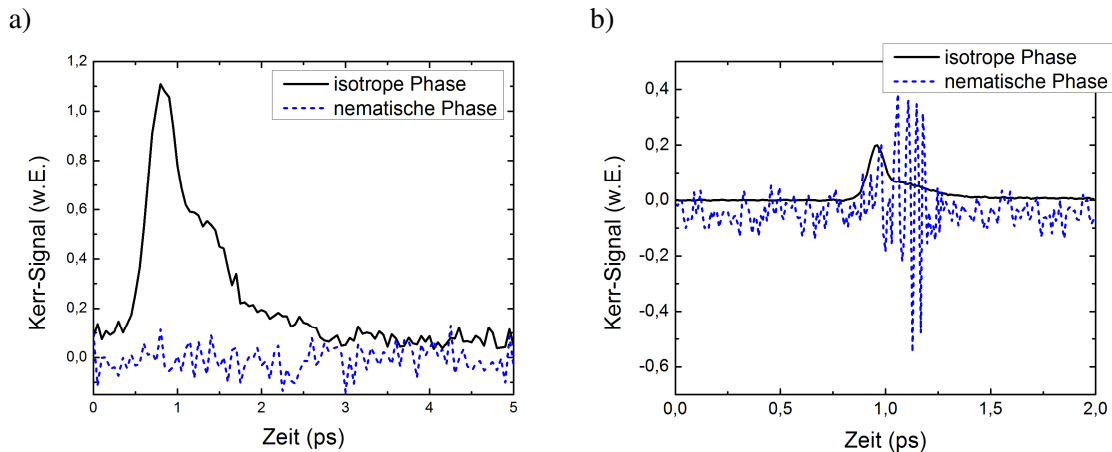 a)
1,2
1,0
0,8
0,6
0,4
0,2
0,0
0
1
2
3
4
5
Kerr-Signal (w.E.)
Zeit (ps)
isotrope Phase
nematische Phase
b)
0,4
0,2
0,0
-0,2
-0,4
-0,6
0,0
0,5
1,0
1,5
2,0
Kerr-Signal (w.E.)
Zeit (ps)
isotrope Phase
nematische Phase